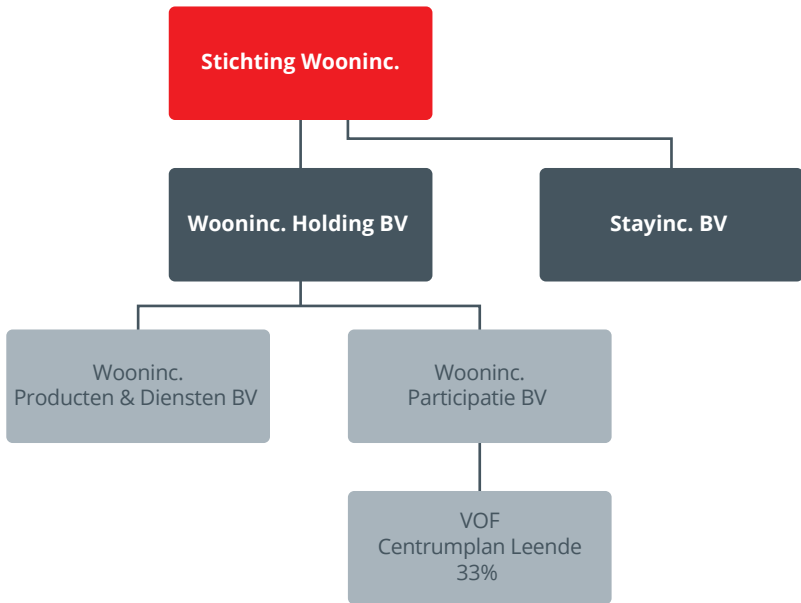 Stichting Wooninc.
Wooninc. Holding BV
Stayinc. BV
Wooninc.
Producten & Diensten BV
Wooninc.
Participatie BV
VOF
Centrumplan Leende
33%